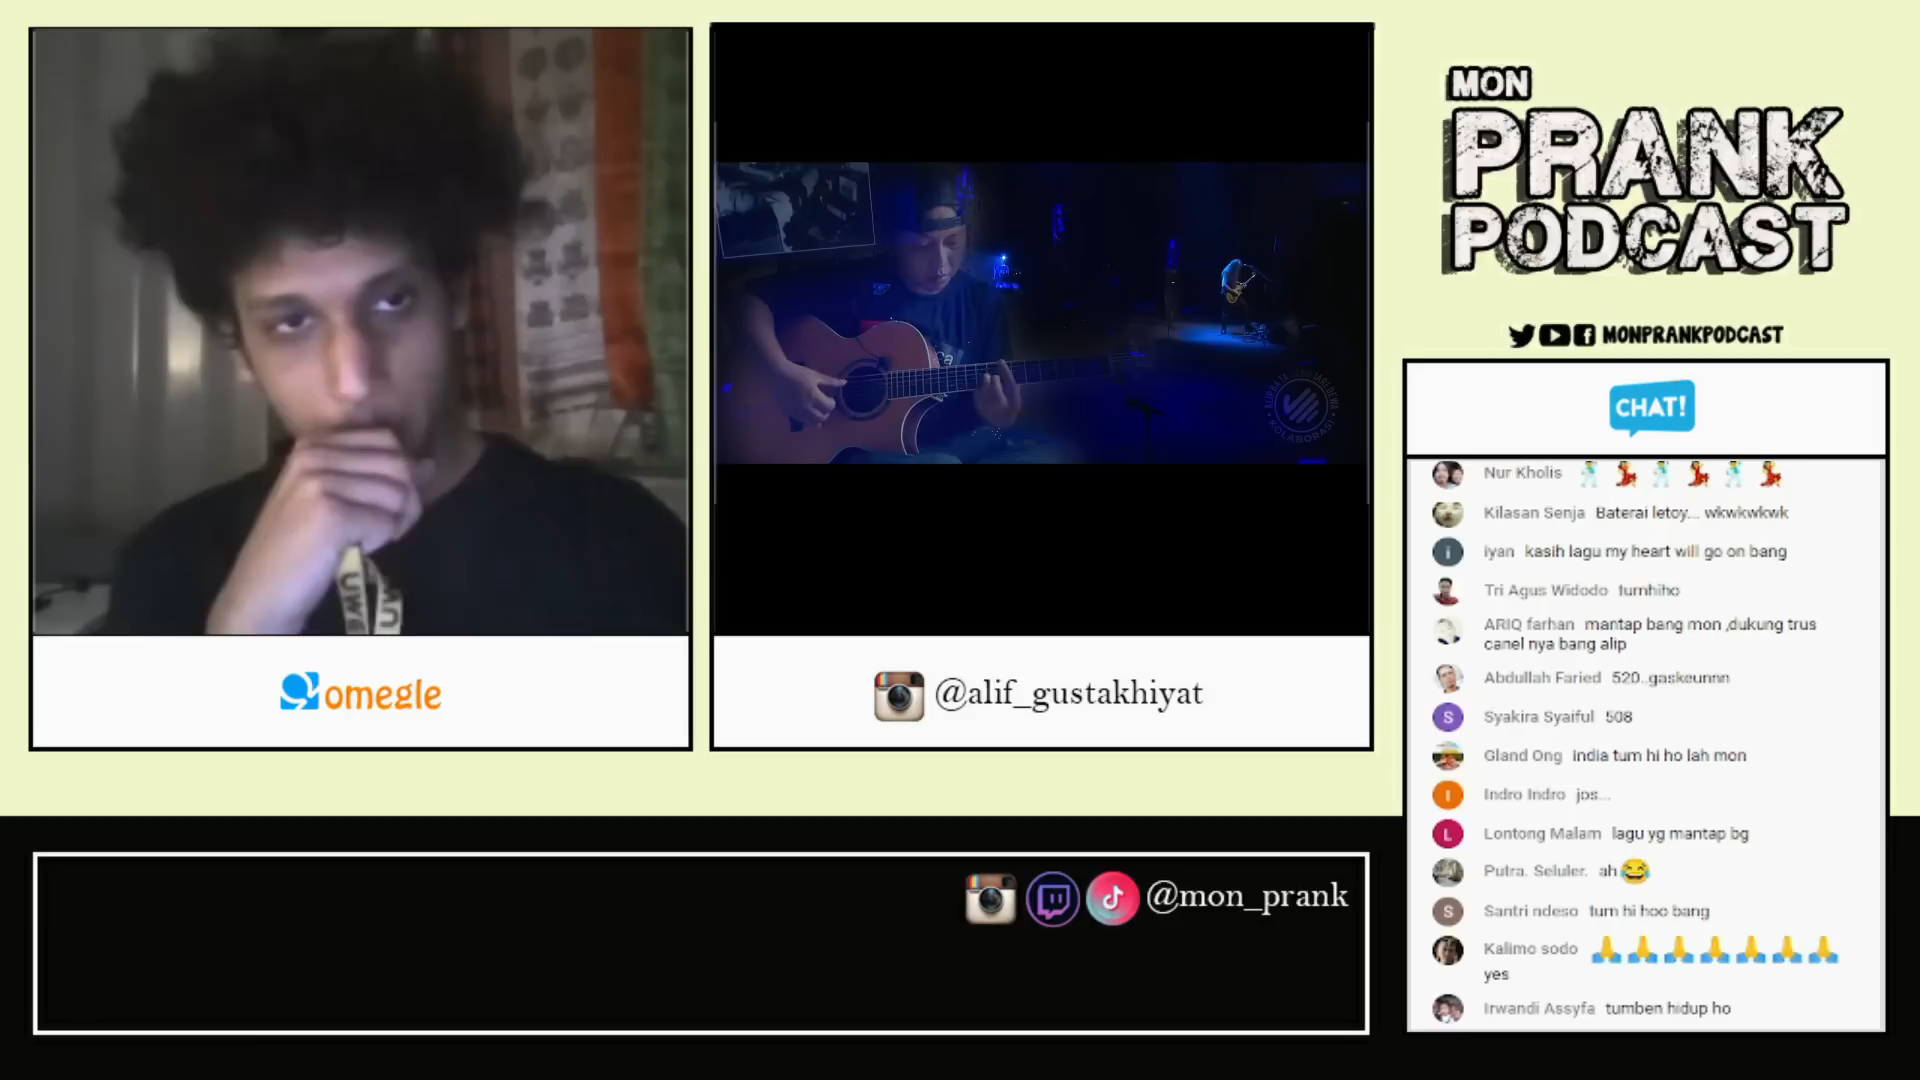 MON
PRANK
PODCAST
MONPRANKPODCAST
omegle
@alif_gustakhiyat
KOLABORASI
CHAT!
Nur Kholis
Kilasan Senja Baterai letoy... wkwkwkwk
i iyan kasih lagu my heart will go on bang
Tri Agus Widodo tumhiho
ARIQ farhan mantap bang mon ,dukung trus
canel nya bang alip
Abdullah Faried 520..gaskeunnn
S Syakira Syaiful 508
Gland Ong india tum hi ho lah mon
I Indro Indro jos...
L Lontong Malam lagu yg mantap bg
Putra. Seluler. ah😂
S Santri ndeso tum hi hoo bang
Kalimo sodo 🙏🙏🙏🙏🙏🙏🙏
yes
Irwandi Assyfa tumben hidup ho
@mon_prank